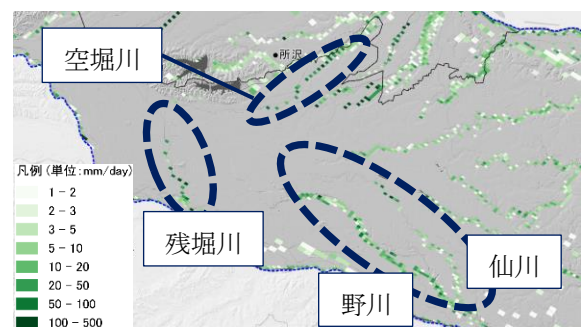 空堀川
所沢
凡例(単位:mm/day)
1 - 2
2 - 3
3 - 5
5 - 10
10 - 20
20 - 50
50 - 100
100 - 500
残堀川
仙川
野川